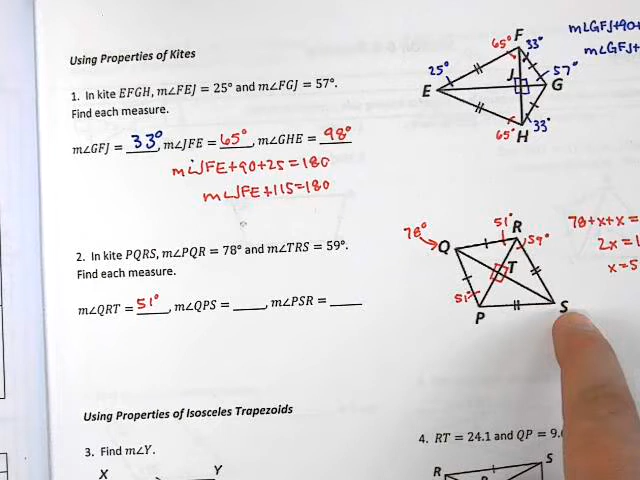 Using Properties of Kites
1. In kite EFGH, m∠FEJ = 25° and m∠FGJ = 57°.
Find each measure.
m∠GFJ = 33°, m∠JFE = 65°, m∠GHE = 98°
m∠JFE+90+25=180
m∠JFE+115=180
m∠GFJ+90+
m∠GFJ+
F
65° 33°
25°
J
57°
E
G
65° 33°
H
2. In kite PQRS, m∠PQR = 78° and m∠TRS = 59°.
Find each measure.
m∠QRT = 51°, m∠QPS = ____, m∠PSR = ____
51° R
78°
59°
Q
T
51°
P
S
78+x+x=
2x=1
x=5
Using Properties of Isosceles Trapezoids
3. Find m∠Y.
X Y
4. RT = 24.1 and QP = 9.
R S